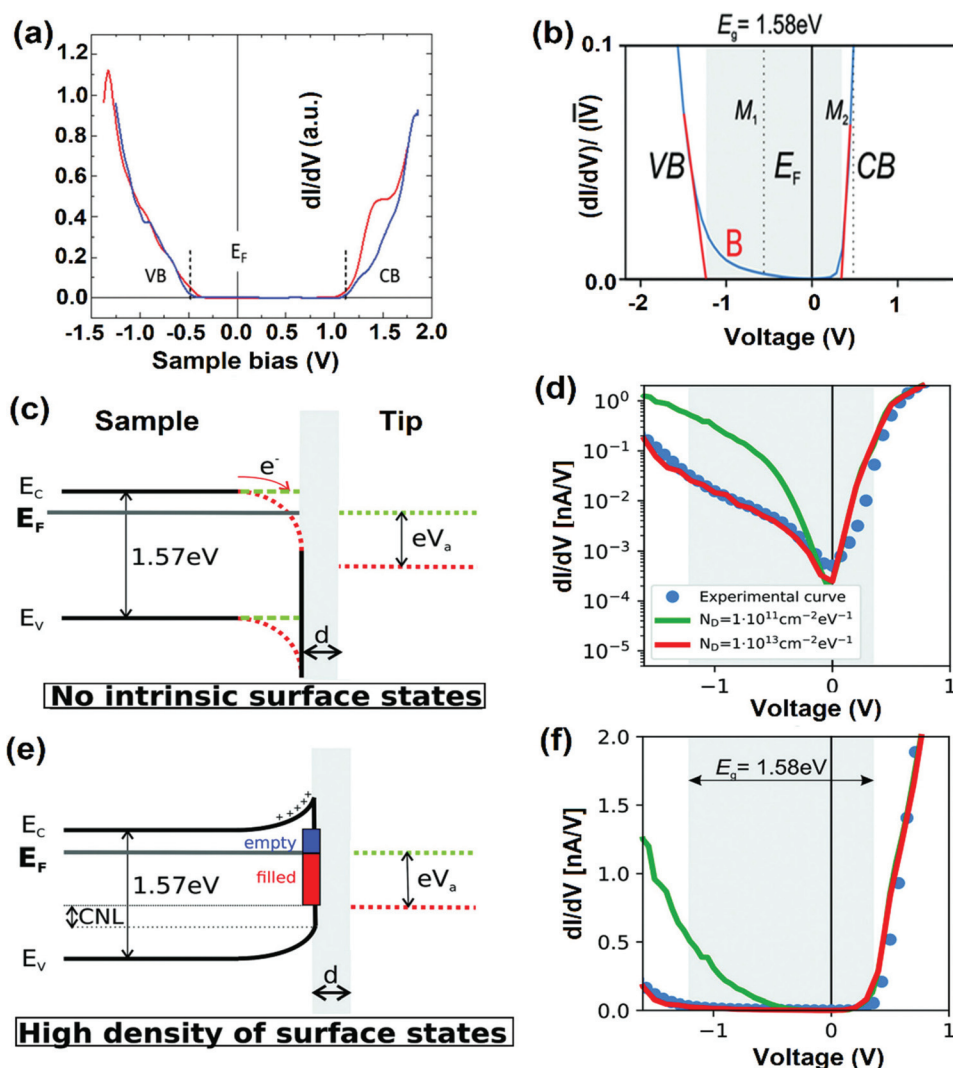 (a)
1.2
1.0
0.8
0.6
0.4
0.2
0.0
dI/dV (a.u.)
E_F
VB
CB
-1.5 -1.0 -0.5 0.0 0.5 1.0 1.5 2.0
Sample bias (V)
(b)
E_g = 1.58eV
0.1
0.0
(dI/dV)/ (IV)
M_1
M_2
VB
E_F
CB
B
-2 -1 0 1
Voltage (V)
(c)
Sample
Tip
e-
E_C
E_F
1.57eV
eV_a
E_V
d
No intrinsic surface states
(d)
10^0
10^-1
10^-2
10^-3
10^-4
10^-5
dI/dV [nA/V]
Experimental curve
N_D=1·10^11cm^-2eV^-1
N_D=1·10^13cm^-2eV^-1
-1 0 1
Voltage (V)
(e)
+ + + + +
E_C
empty
E_F
filled
1.57eV
eV_a
CNL
E_V
d
High density of surface states
(f)
2.0
1.5
1.0
0.5
0.0
E_g = 1.58eV
dI/dV [nA/V]
-1 0 1
Voltage (V)